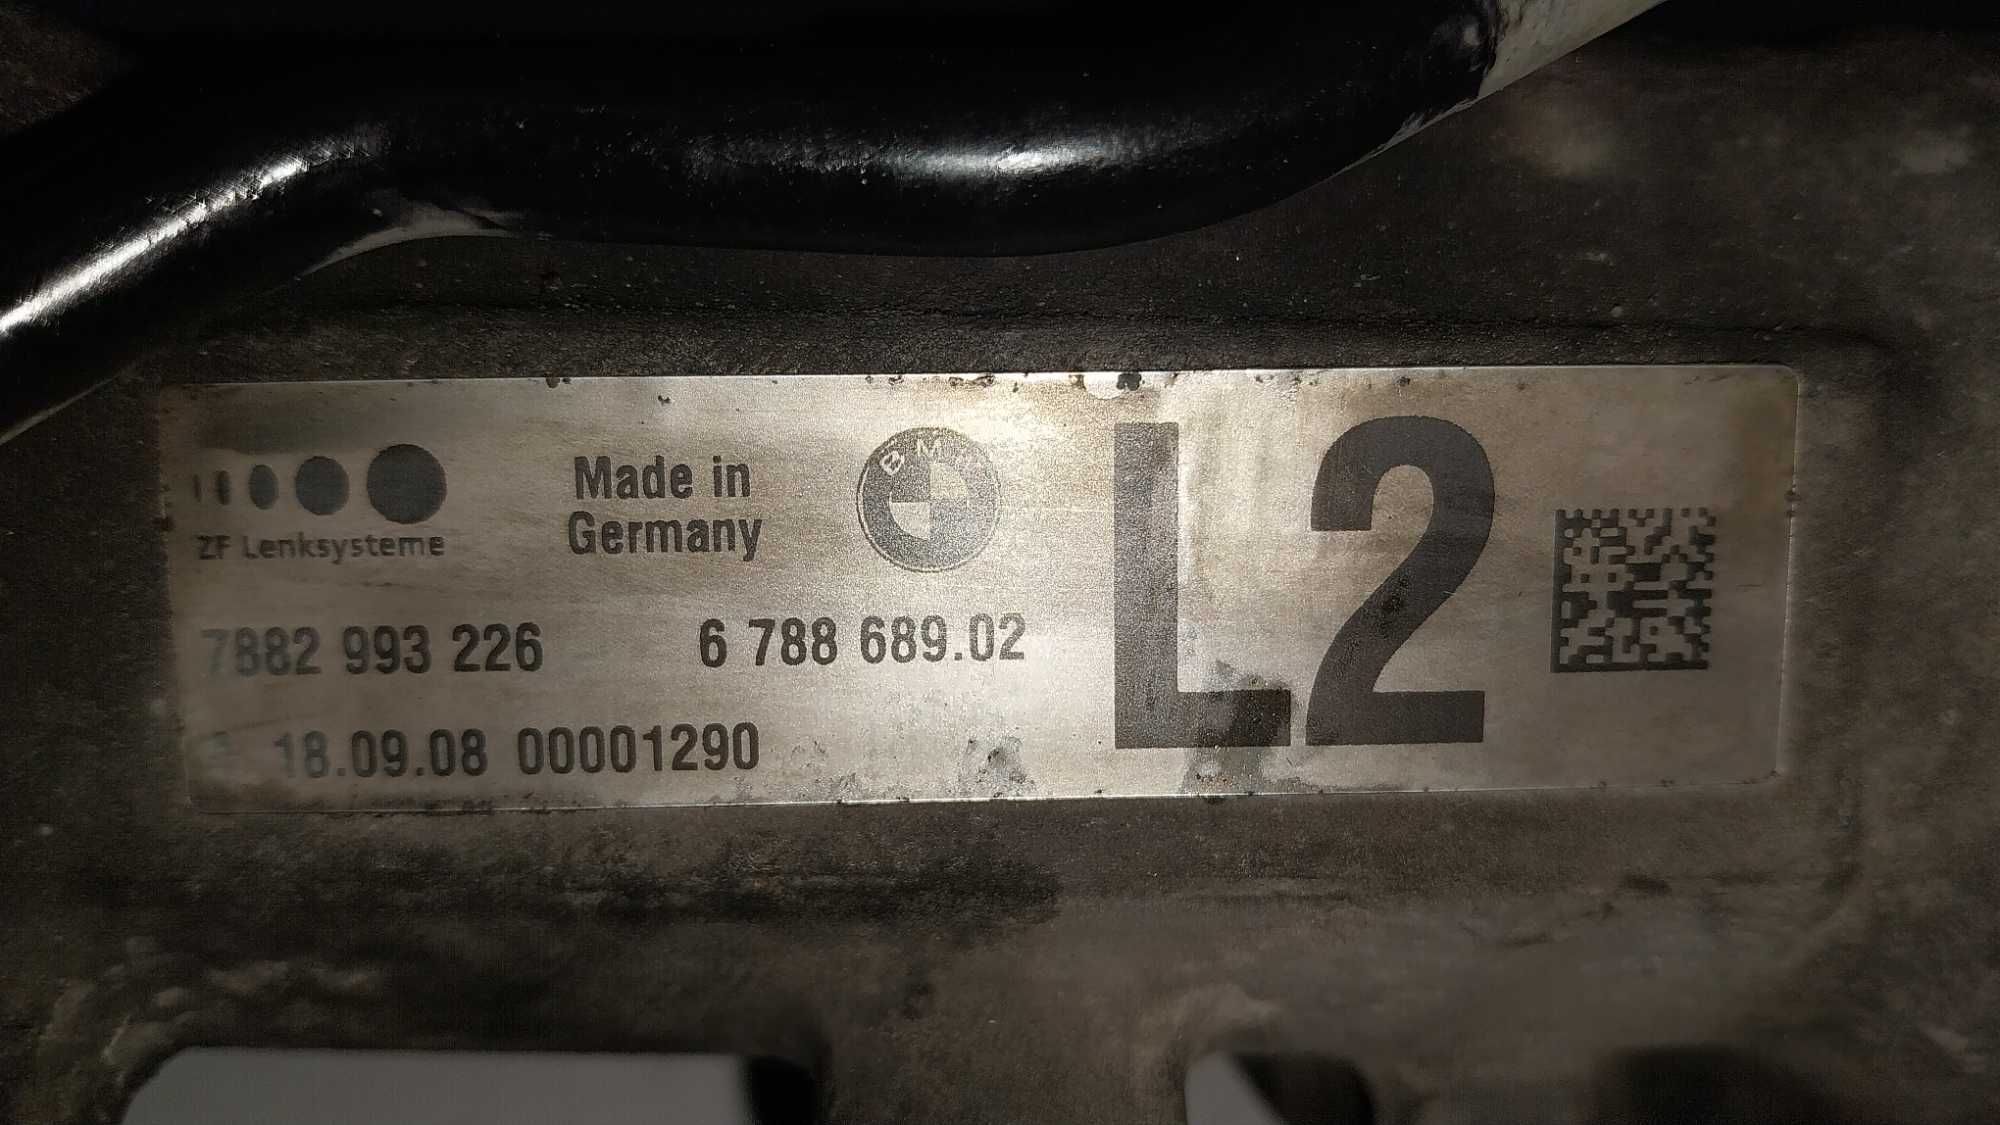 ZF Lenksysteme
Made in
Germany
BMW
L2
7882 993 226
6 788 689.02
18.09.08 00001290